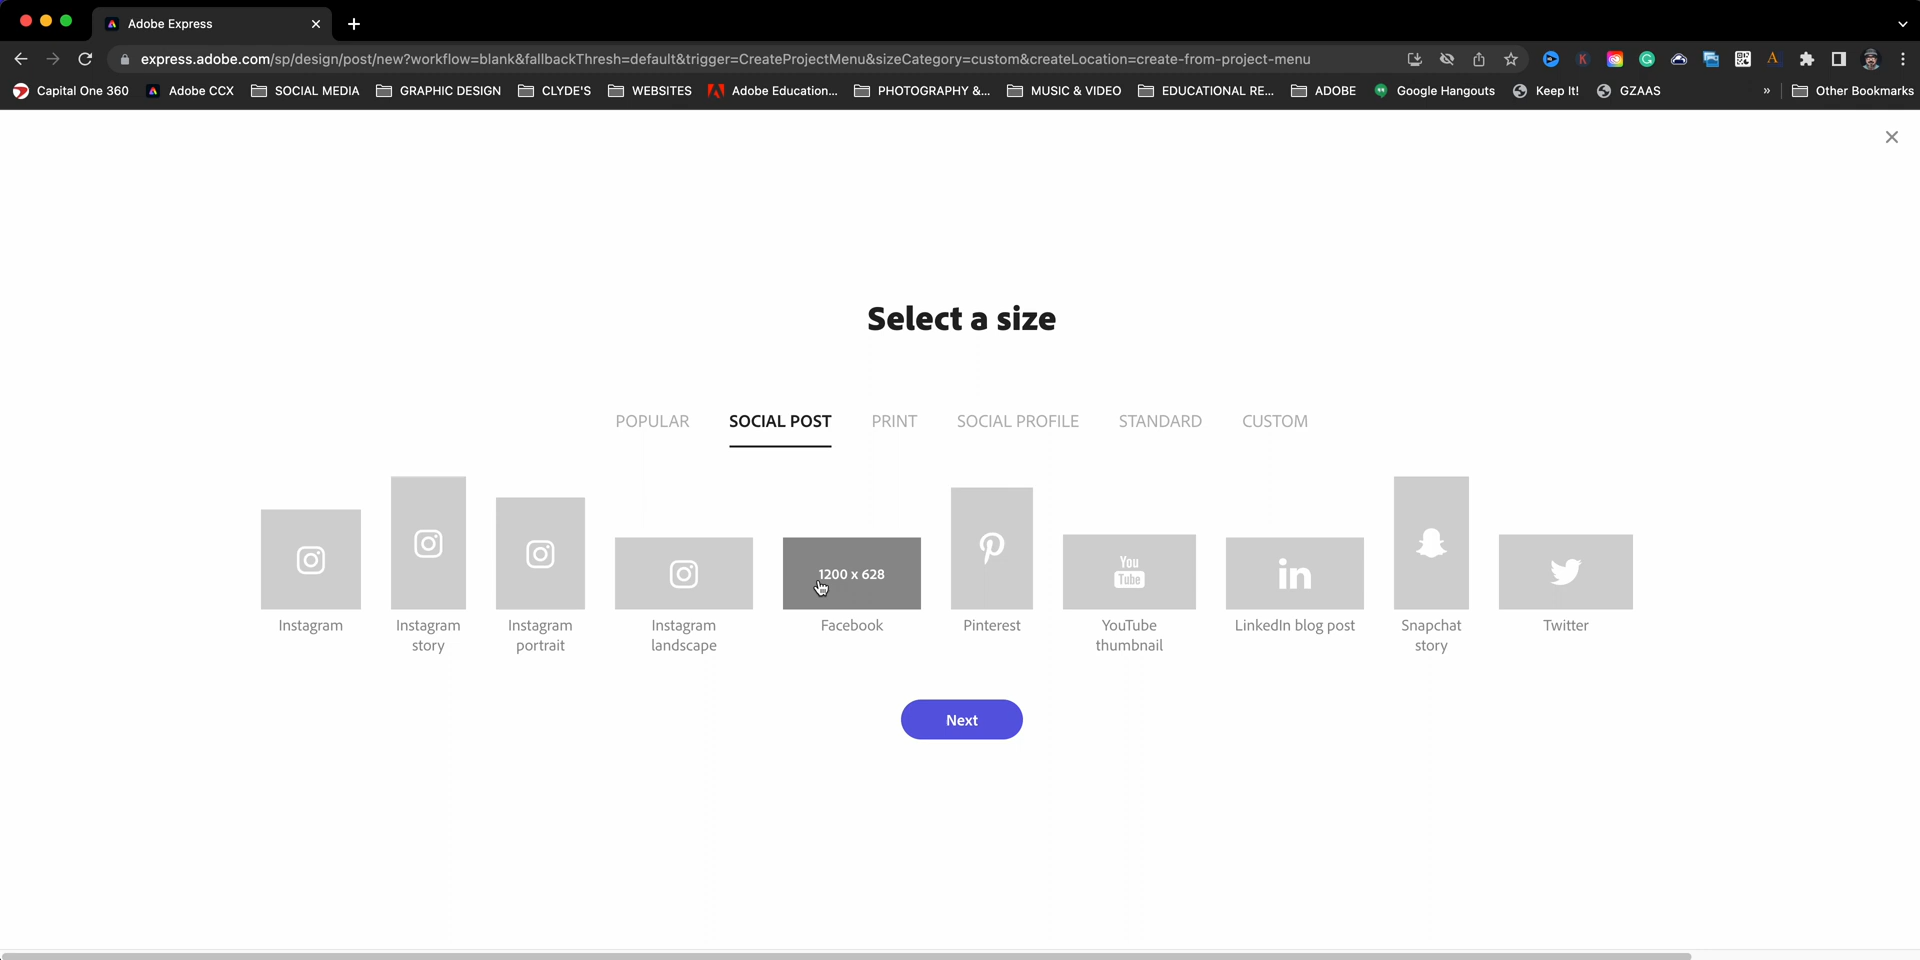 Adobe Express
express.adobe.com/sp/design/post/new?workflow=blank&fallbackThresh=default&trigger=CreateProjectMenu&sizeCategory=custom&createLocation=create-from-project-menu
Capital One 360 Adobe CCX SOCIAL MEDIA GRAPHIC DESIGN CLYDE'S WEBSITES Adobe Education... PHOTOGRAPHY &... MUSIC & VIDEO EDUCATIONAL RE... ADOBE Google Hangouts Keep It! GZAAS » Other Bookmarks
Select a size
POPULAR SOCIAL POST PRINT SOCIAL PROFILE STANDARD CUSTOM
1200 x 628
You
Tube
in
Instagram
Instagram
story
Instagram
portrait
Instagram
landscape
Facebook
Pinterest
YouTube
thumbnail
LinkedIn blog post
Snapchat
story
Twitter
Next